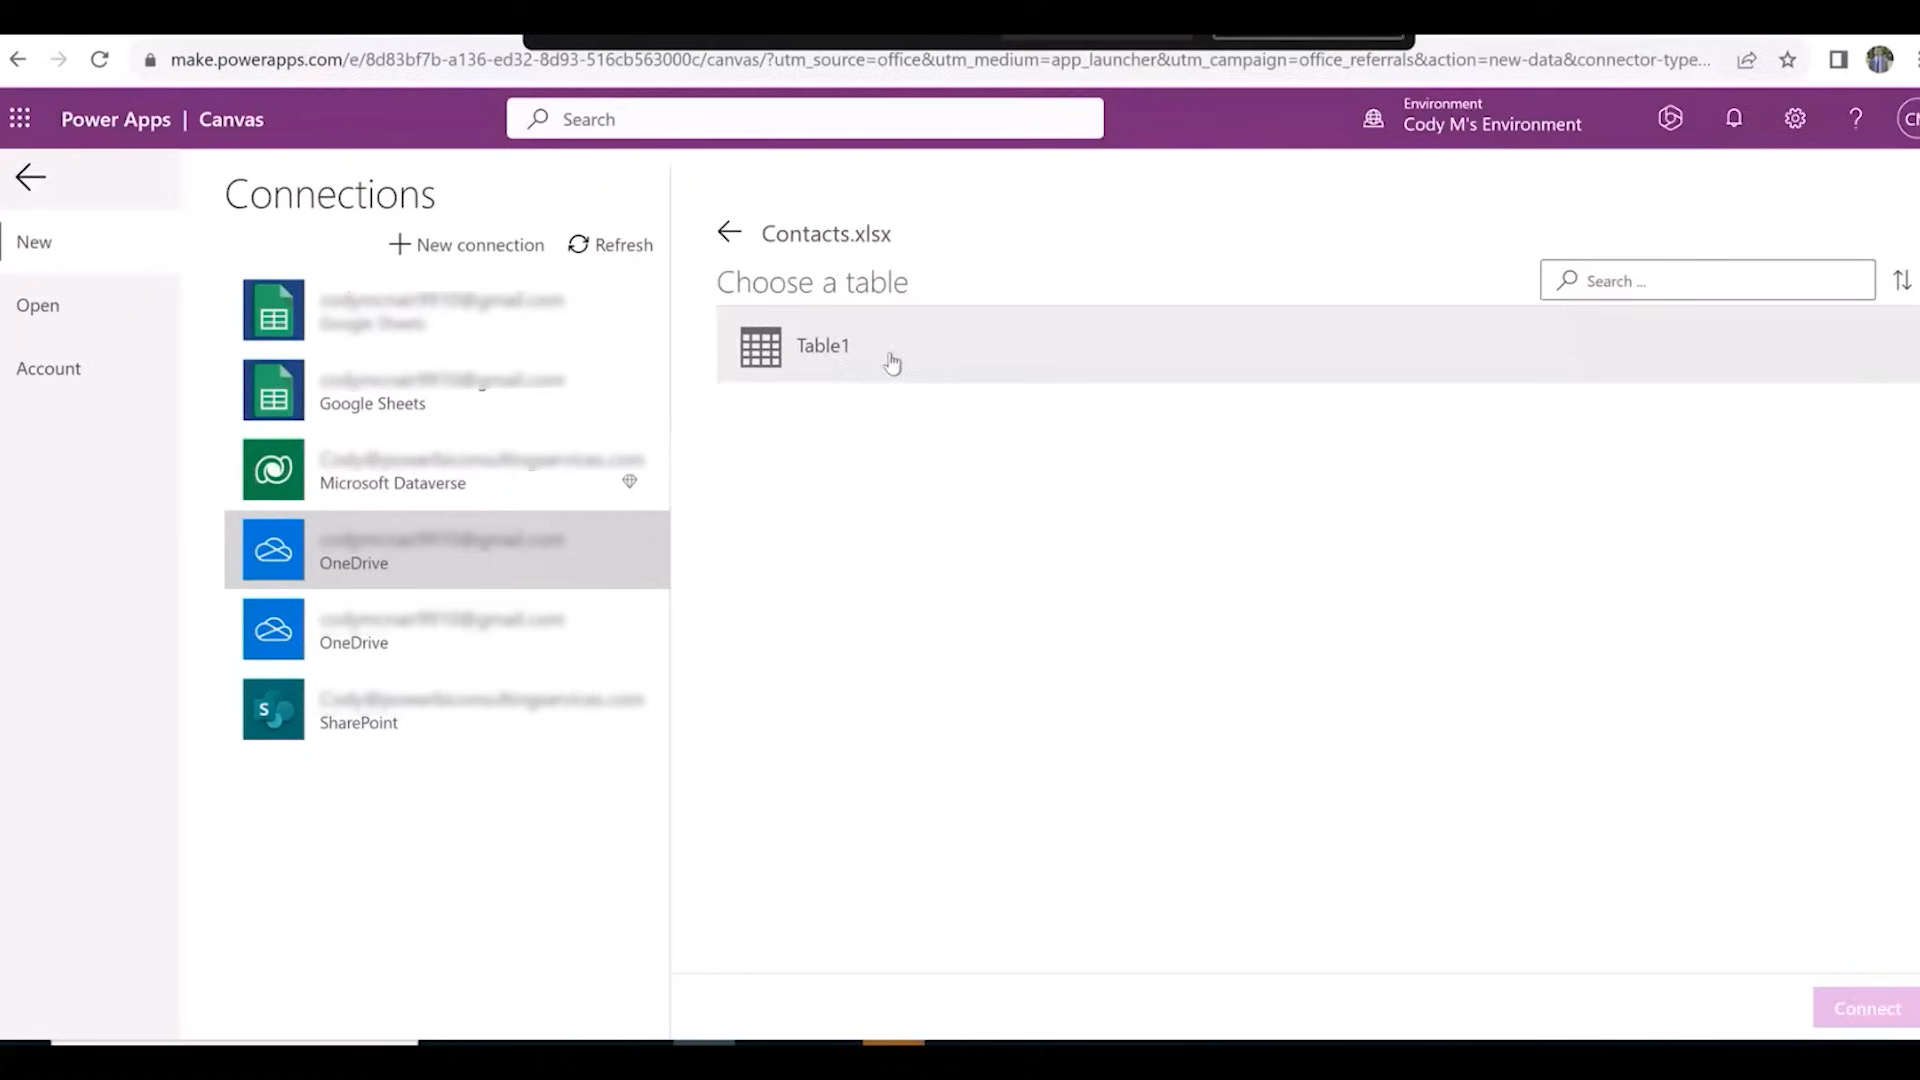 make.powerapps.com/e/8d83bf7b-a136-ed32-8d93-516cb563000c/canvas/?utm_source=office&utm_medium=app_launcher&utm_campaign=office_referrals&action=new-data&connector-type...
Power Apps | Canvas
Search
Environment
Cody M's Environment
?
New
Open
Account
Connections
New connection
Refresh
Google Sheets
Google Sheets
Microsoft Dataverse
OneDrive
OneDrive
S
SharePoint
Contacts.xlsx
Choose a table
Search ...
Table1
Connect